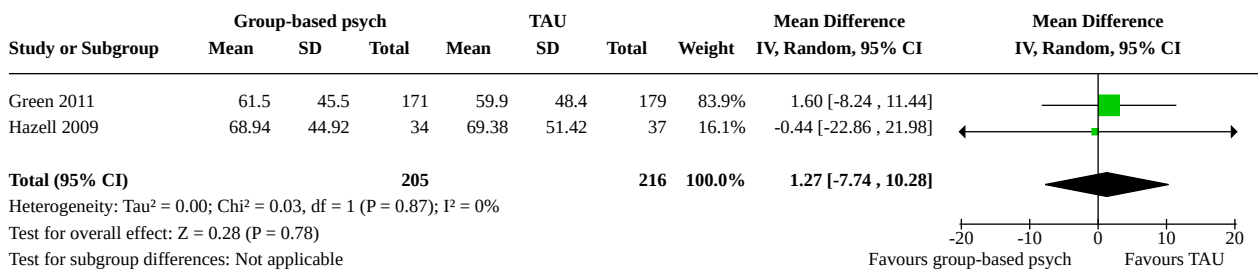 Group-based psych TAU Mean Difference Mean Difference
Study or Subgroup Mean SD Total Mean SD Total Weight IV, Random, 95% CI IV, Random, 95% CI
Green 2011 61.5 45.5 171 59.9 48.4 179 83.9% 1.60 [-8.24 , 11.44]
Hazell 2009 68.94 44.92 34 69.38 51.42 37 16.1% -0.44 [-22.86 , 21.98]
Total (95% CI) 205 216 100.0% 1.27 [-7.74 , 10.28]
Heterogeneity: Tau² = 0.00; Chi² = 0.03, df = 1 (P = 0.87); I² = 0%
Test for overall effect: Z = 0.28 (P = 0.78)
-20 -10 0 10 20
Test for subgroup differences: Not applicable Favours group-based psych Favours TAU